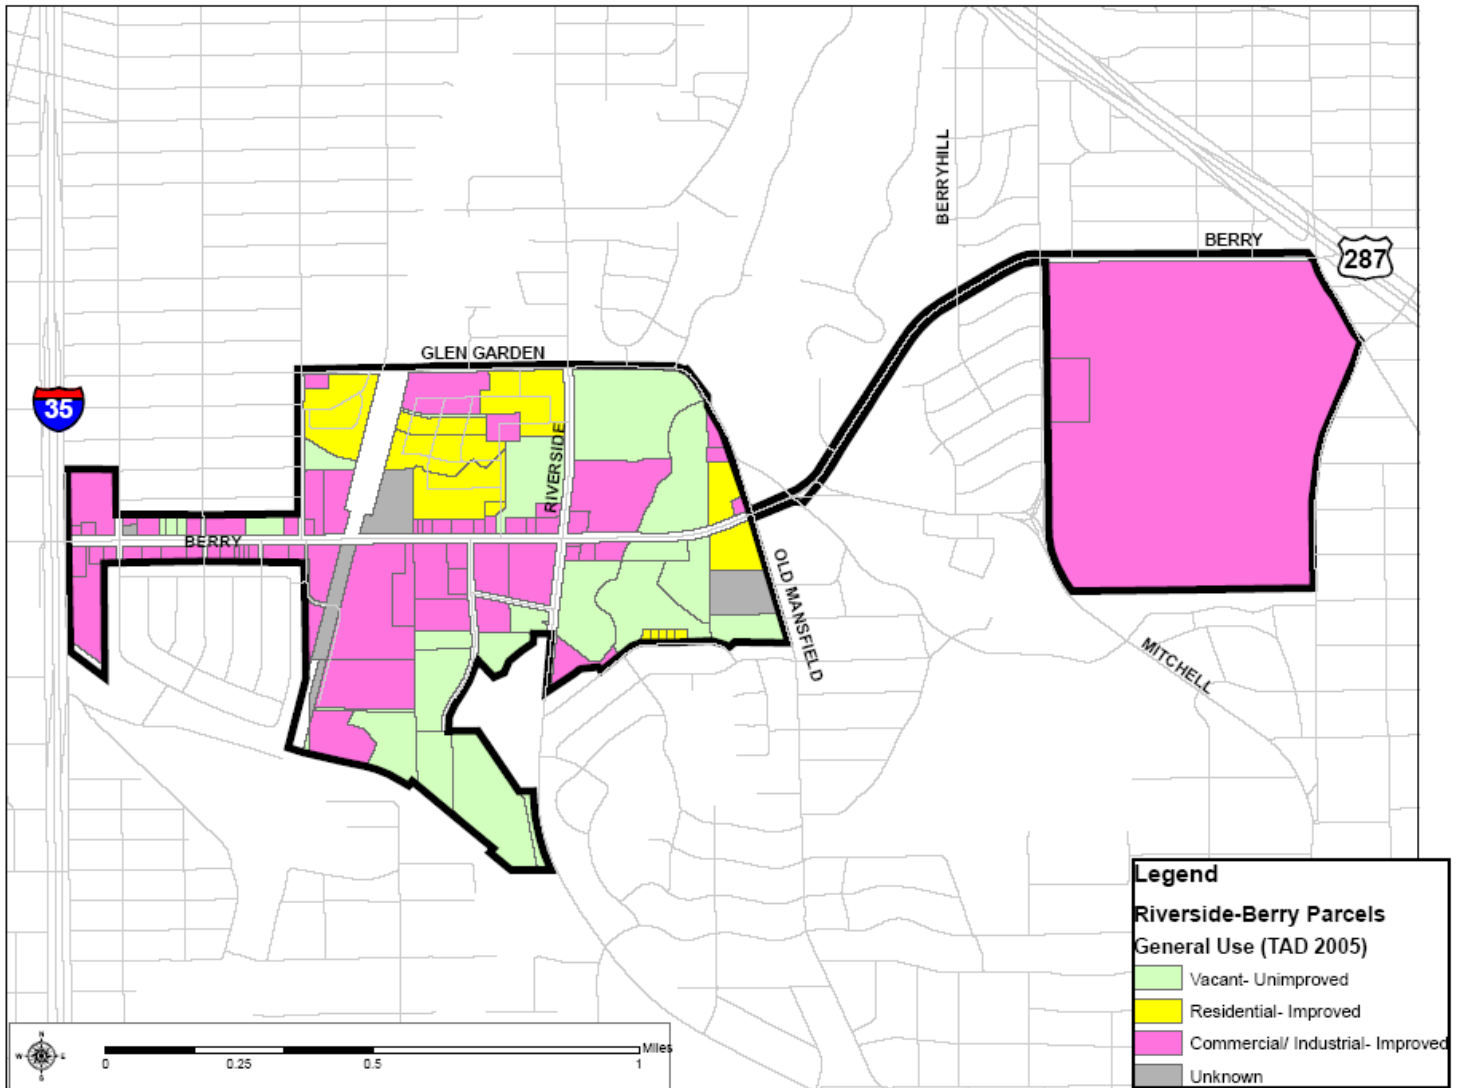 BERRYHILL
BERRY
287
GLEN GARDEN
35
RIVERSIDE
BERRY
OLD MANSFIELD
MITCHELL
Legend
Riverside-Berry Parcels
General Use (TAD 2005)
Vacant- Unimproved
Residential- Improved
Commercial/ Industrial- Improved
Unknown
N
W E
S
Miles
0 0.25 0.5 1